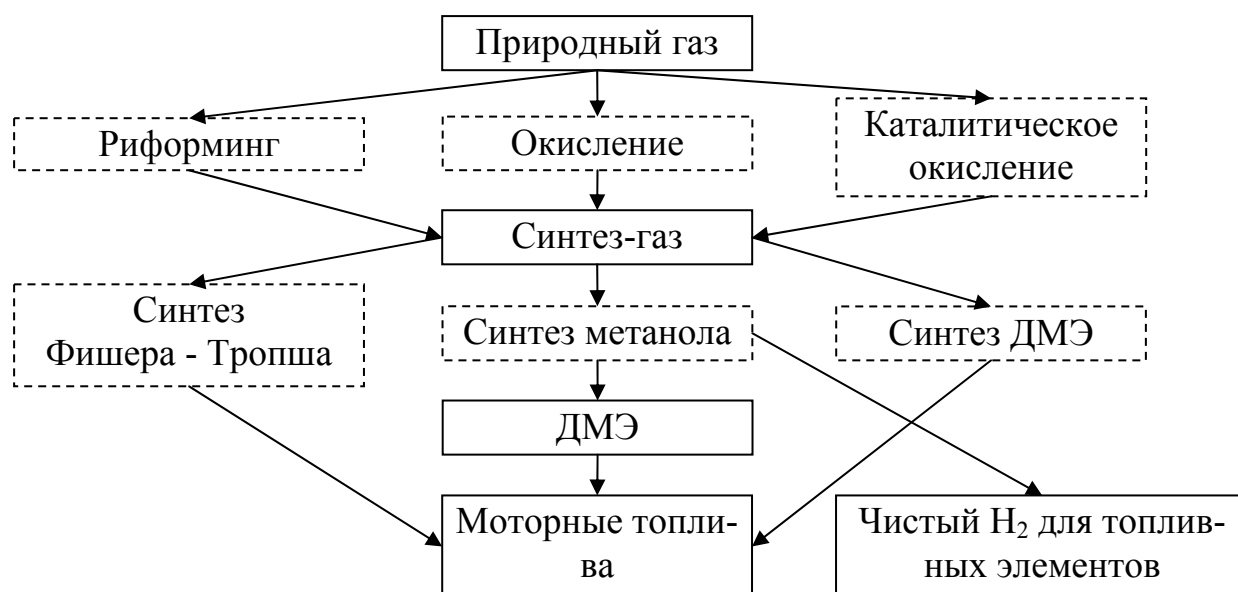 Природный газ
Риформинг
Окисление
Каталитическое
окисление
Синтез-газ
Синтез
Фишера - Тропша
Синтез метанола
Синтез ДМЭ
ДМЭ
Моторные топли-
ва
Чистый H₂ для топлив-
ных элементов